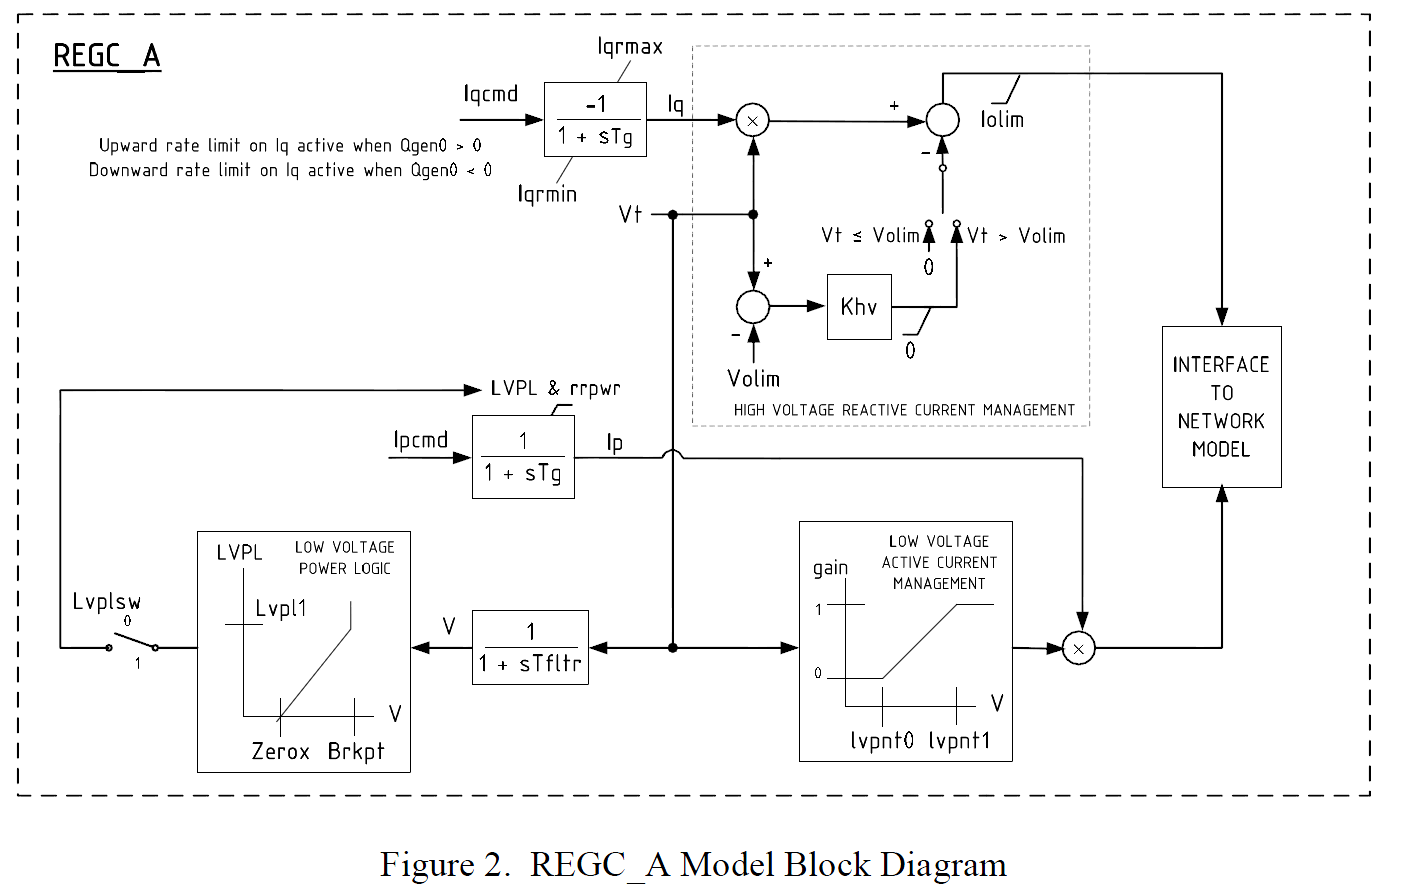 REGC_A
Iqrmax
Iqcmd
-1
1 + sTg
Iq
×
+
Iolim
-
Upward rate limit on Iq active when Qgen0 > 0
Downward rate limit on Iq active when Qgen0 < 0
Iqrmin
Vt
Vt ≤ Volim
Vt > Volim
0
+
Khv
0
-
Volim
HIGH VOLTAGE REACTIVE CURRENT MANAGEMENT
INTERFACE
TO
NETWORK
MODEL
LVPL & rrpwr
Ipcmd
1
1 + sTg
Ip
LVPL
LOW VOLTAGE
POWER LOGIC
Lvpl1
V
Zerox
Brkpt
Lvplsw
0
1
V
1
1 + sTfltr
LOW VOLTAGE
ACTIVE CURRENT
MANAGEMENT
gain
1
0
V
lvpnt0
lvpnt1
×
Figure 2. REGC_A Model Block Diagram